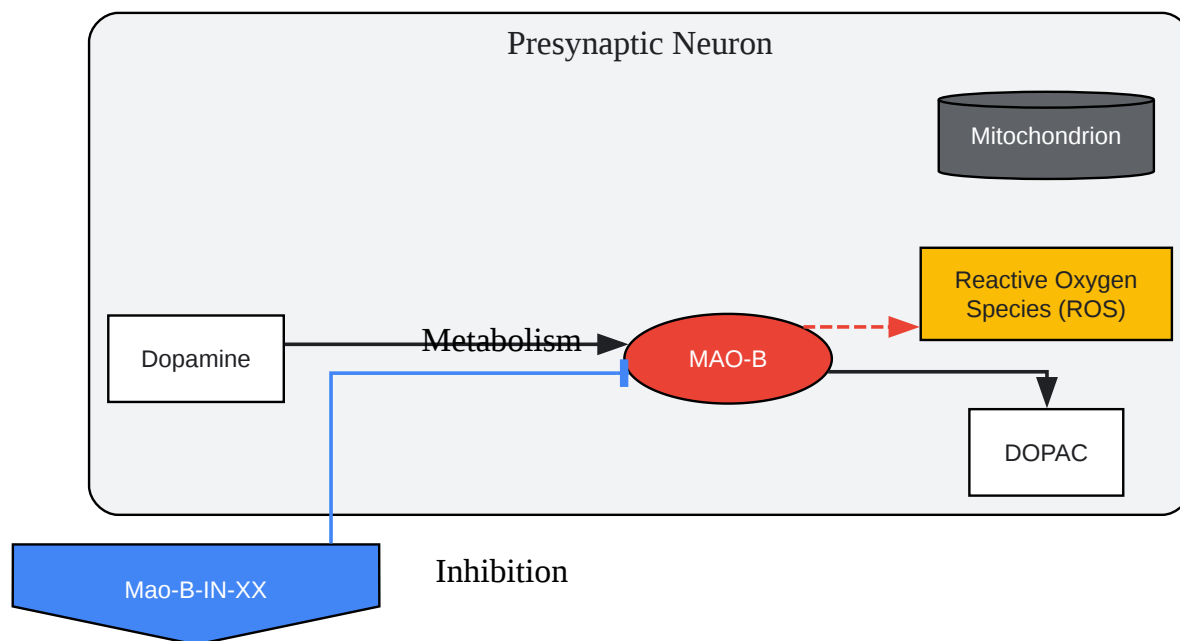 Presynaptic Neuron
Mitochondrion
Reactive Oxygen
Species (ROS)
Dopamine
Metabolism
MAO-B
DOPAC
Mao-B-IN-XX
Inhibition